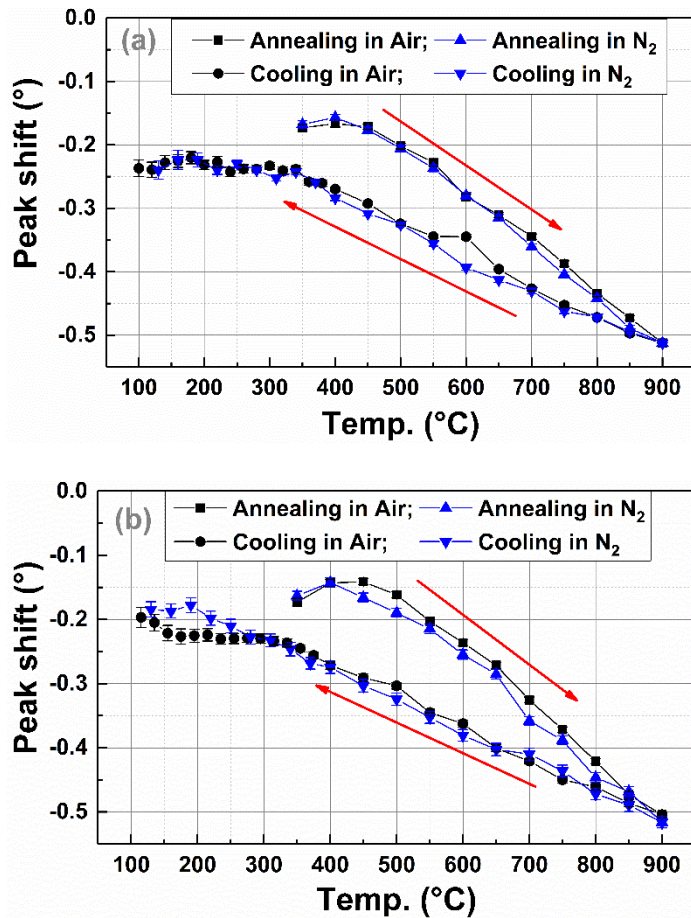 (a)
Annealing in Air; Annealing in N2
Cooling in Air; Cooling in N2
Peak shift (°)
0.0
-0.1
-0.2
-0.3
-0.4
-0.5
100 200 300 400 500 600 700 800 900
Temp. (°C)
(b)
Annealing in Air; Annealing in N2
Cooling in Air; Cooling in N2
Peak shift (°)
0.0
-0.1
-0.2
-0.3
-0.4
-0.5
100 200 300 400 500 600 700 800 900
Temp. (°C)